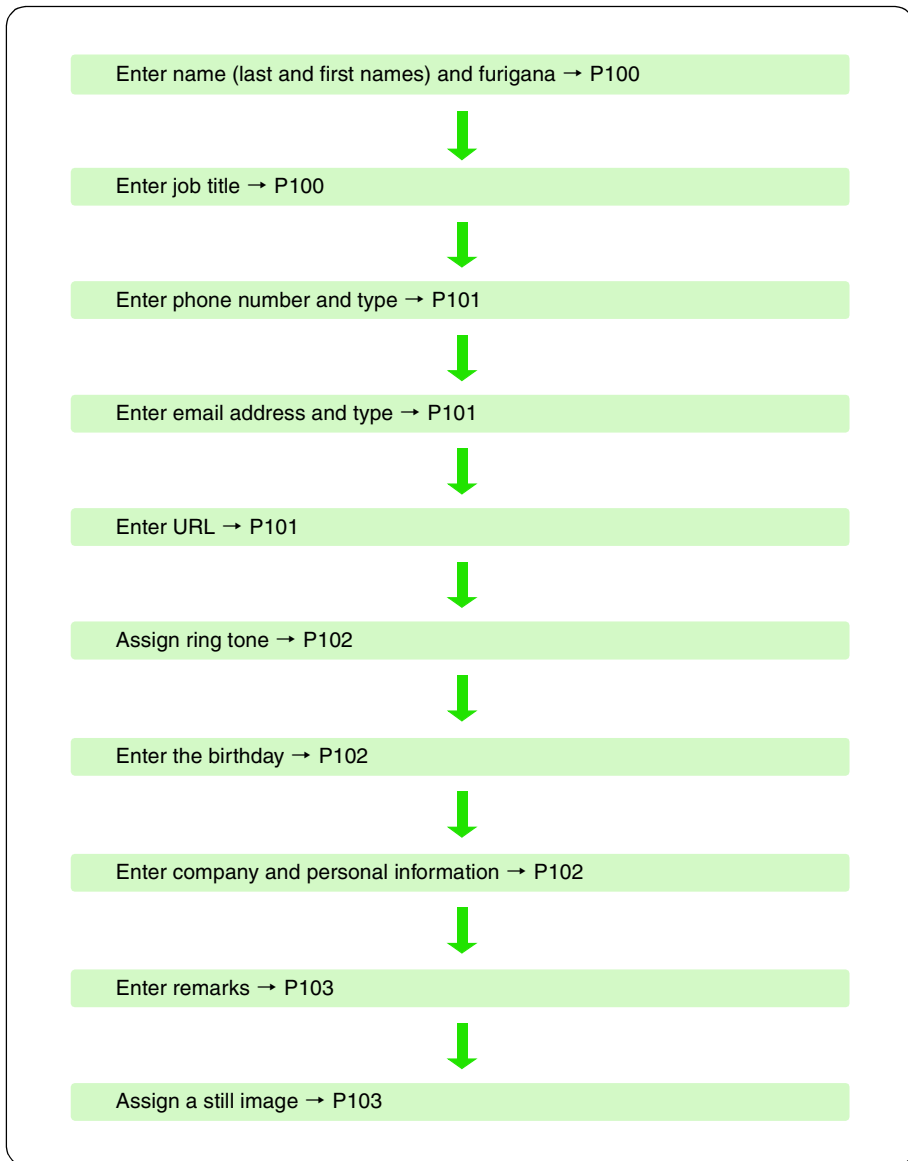 Enter name (last and first names) and furigana → P100
Enter job title → P100
Enter phone number and type → P101
Enter email address and type → P101
Enter URL → P101
Assign ring tone → P102
Enter the birthday → P102
Enter company and personal information → P102
Enter remarks → P103
Assign a still image → P103